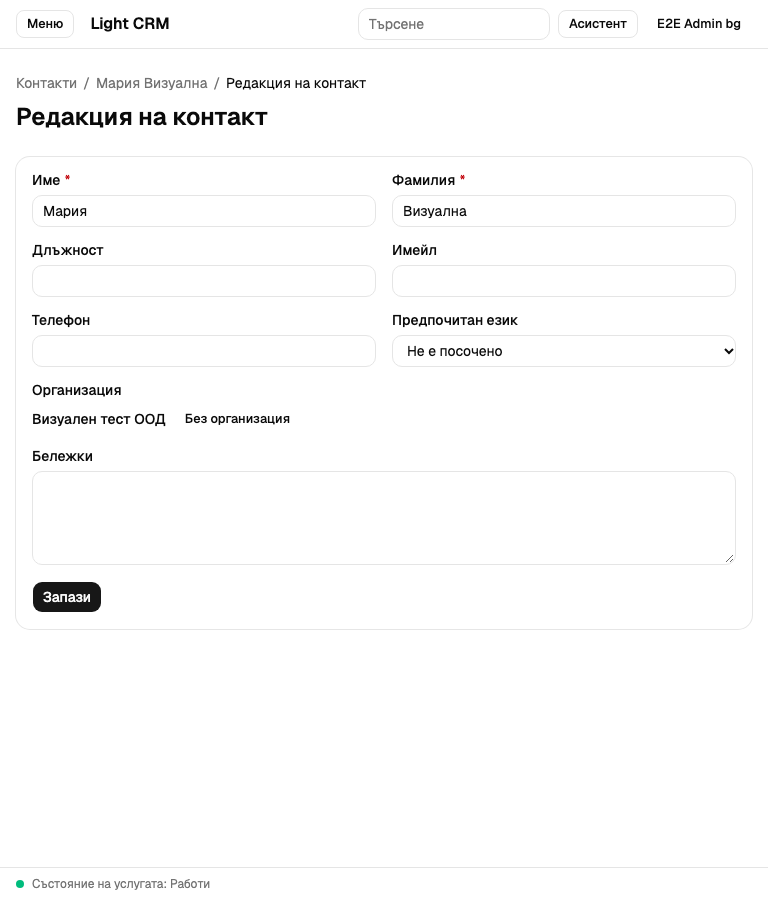 Меню
Light CRM
Търсене
Асистент
E2E Admin bg
Контакти / Мария Визуална / Редакция на контакт
Редакция на контакт
Име *
Фамилия *
Мария
Визуална
Длъжност
Имейл
Телефон
Предпочитан език
Не е посочено
Организация
Визуален тест ООД
Без организация
Бележки
Запази
Състояние на услугата: Работи